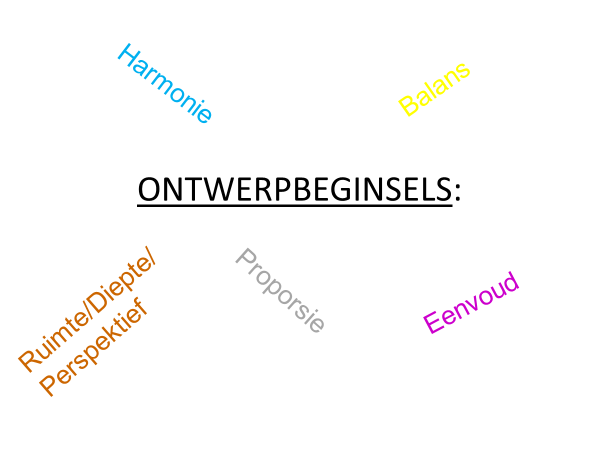 Harmonie
Balans
ONTWERPBEGINSELS:
Ruimte/Diepte/
Perspektief
Proporsie
Eenvoud